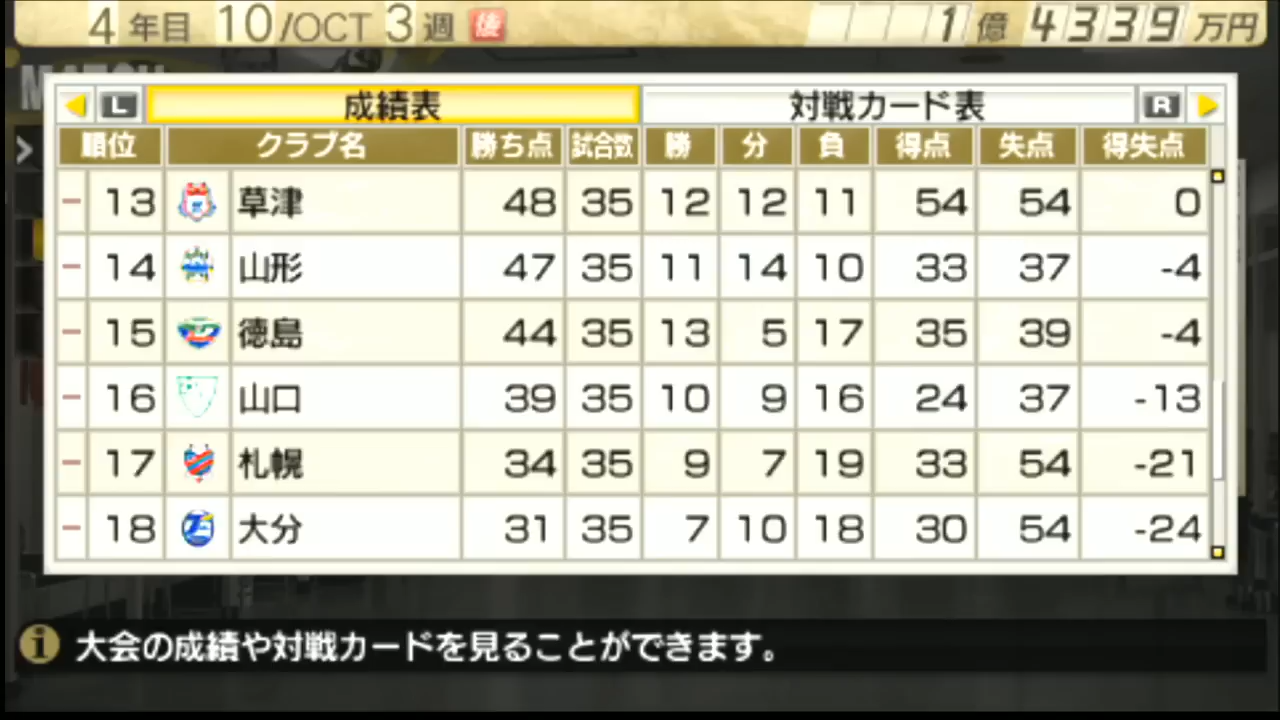 4年目 10/OCT 3週 後 1億4339万円
L 成績表 対戦カード表 R
順位 クラブ名 勝ち点 試合数 勝 分 負 得点 失点 得失点
- 13 草津 48 35 12 12 11 54 54 0
- 14 山形 47 35 11 14 10 33 37 -4
- 15 徳島 44 35 13 5 17 35 39 -4
- 16 山口 39 35 10 9 16 24 37 -13
- 17 札幌 34 35 9 7 19 33 54 -21
- 18 大分 31 35 7 10 18 30 54 -24
大会の成績や対戦カードを見ることができます。